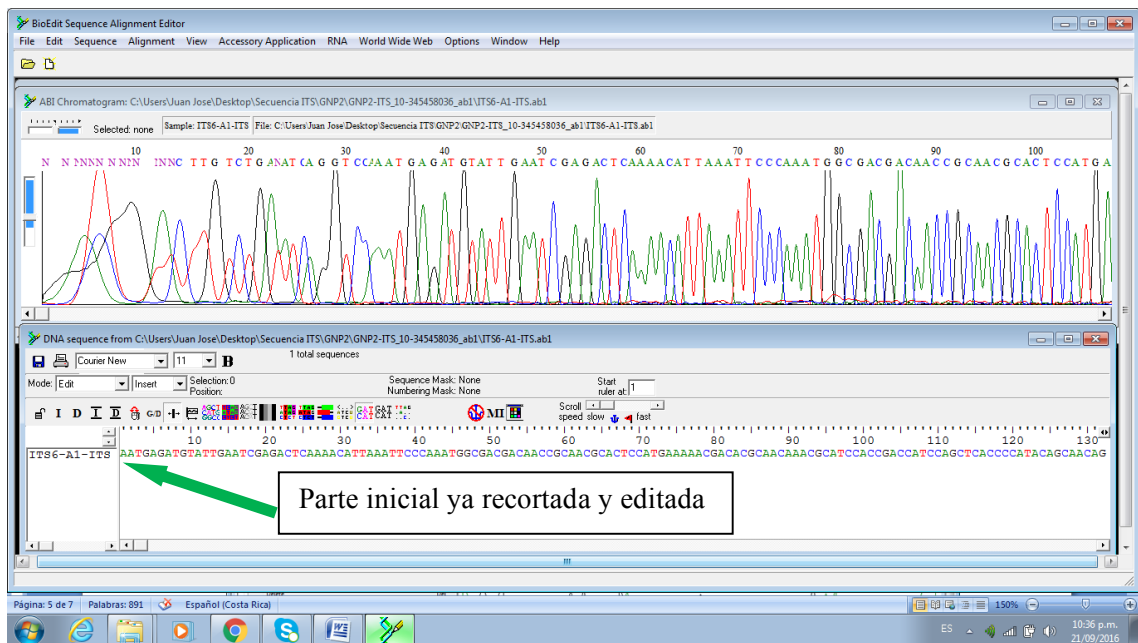 BioEdit Sequence Alignment Editor
File Edit Sequence Alignment View Accessory Application RNA World Wide Web Options Window Help
ABI Chromatogram: C:\Users\Juan Jose\Desktop\Secuencia ITS\GNP2\GNP2-ITS_10-345458036_ab1\ITS6-A1-ITS.ab1
Selected: none Sample: ITS6-A1-ITS File: C:\Users\Juan Jose\Desktop\Secuencia ITS\GNP2\GNP2-ITS_10-345458036_ab1\ITS6-A1-ITS.ab1
10 20 30 40 50 60 70 80 90 100
AATGAGATGTATTGAATCGAGACTCAAAACATTAAATTCCCAAATGGCGACGACAACCGCAACGCACTCCATGA
DNA sequence from C:\Users\Juan Jose\Desktop\Secuencia ITS\GNP2\GNP2-ITS_10-345458036_ab1\ITS6-A1-ITS.ab1
Courier New 11 B 1 total sequences
Mode: Edit Insert Selection: 0 Position: Sequence Mask: None Numbering Mask: None Start ruler at: 1
I D I D G/D MI Scroll speed slow fast
10 20 30 40 50 60 70 80 90 100 110 120 130
ITS6-A1-ITS AATGAGATGTATTGAATCGAGACTCAAAACATTAAATTCCCAAATGGCGACGACAACCGCAACGCACTCCATGAAAAACGACACGCAACAAACGCATCCACCGACCATCCAGCTCACCCCATACAGCAACAG
Parte inicial ya recortada y editada
Página: 5 de 7 Palabras: 891 Español (Costa Rica) 150%
ES 10:36 p.m.
21/09/2016